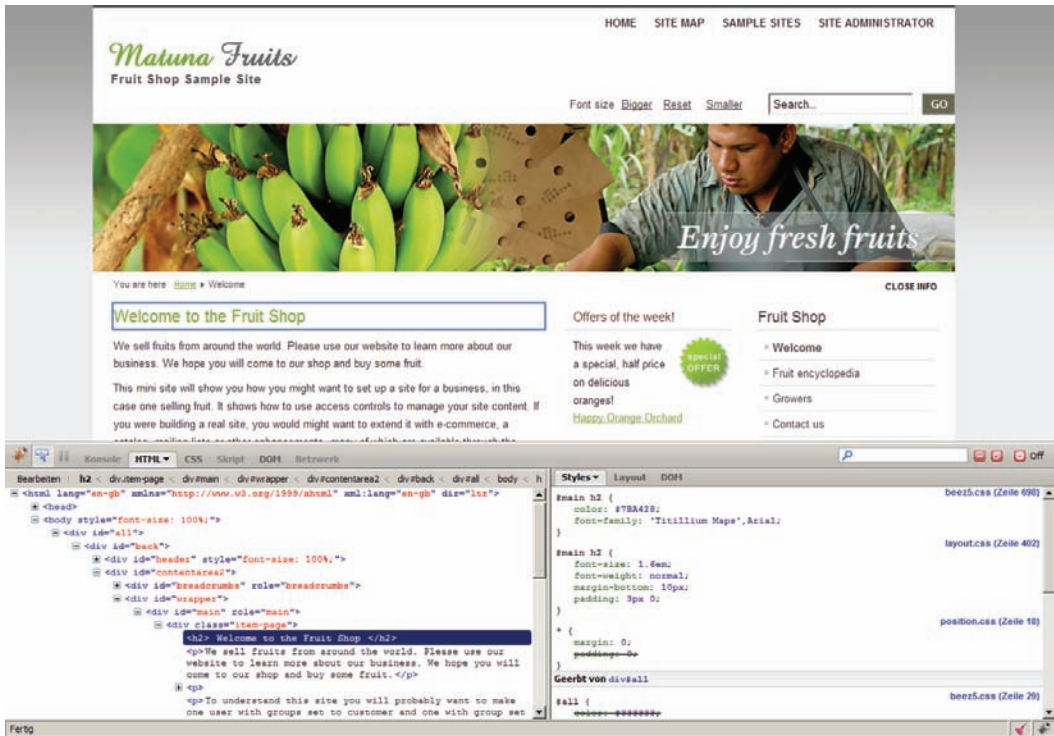 HOME SITE MAP SAMPLE SITES SITE ADMINISTRATOR
Matuna Fruits
Fruit Shop Sample Site
Font size Bigger Reset Smaller Search... GO
Enjoy fresh fruits
You are here Home Welcome
CLOSE INFO
Welcome to the Fruit Shop
We sell fruits from around the world. Please use our website to learn more about our
business. We hope you will come to our shop and buy some fruit.
This mini site will show you how you might want to set up a site for a business, in this
case one selling fruit. It shows how to use access controls to manage your site content. If
you were building a real site, you would might want to extend it with e-commerce, a
catalog, mailing lists or other enhancements, many of which are available through the
Offers of the week!
This week we have
a special, half price
on delicious
oranges!
Happy Orange Orchard
special
OFFER
Fruit Shop
Welcome
Fruit encyclopedia
Growers
Contact us
Konsole HTML CSS Skript DOM Netzwerk
Off
Bearbeiten h2 < div.item-page < div#main < div#wrapper < div#contentarea2 < div#back < div#all < body < h
<html lang="en-gb" xmlns="http://www.w3.org/1999/xhtml" xml:lang="en-gb" dir="ltr">
<head>
<body style="font-size: 100%;">
<div id="all">
<div id="back">
<div id="header" style="font-size: 100%;">
<div id="contentarea2">
<div id="breadcrumbs" role="breadcrumbs">
<div id="wrapper">
<div id="main" role="main">
<div class="item-page">
<h2> Welcome to the Fruit Shop </h2>
<p>We sell fruits from around the world. Please use our
website to learn more about our business. We hope you will
come to our shop and buy some fruit.</p>
<p>
<p>To understand this site you will probably want to make
one user with groups set to customer and one with group set
Styles Layout DOM
#main h2 { beez5.css (Zeile 698)
color: #7BA428;
font-family: 'Titillium Maps',Arial;
}
#main h2 { layout.css (Zeile 402)
font-size: 1.6em;
font-weight: normal;
margin-bottom: 10px;
padding: 3px 0;
}
* { position.css (Zeile 18)
margin: 0;
padding: 0;
}
Geerbt von div#all
#all { beez5.css (Zeile 29)
color: #333333;
Fertig